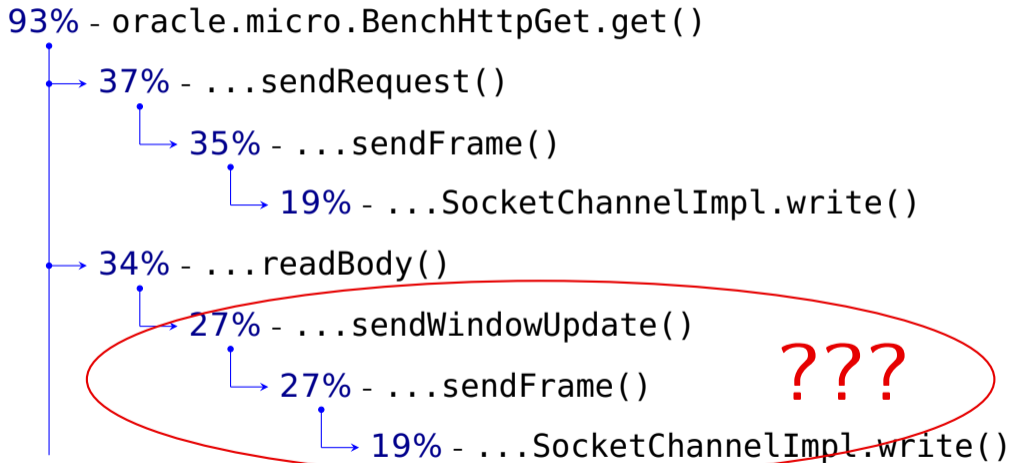 93% - oracle.micro.BenchHttpGet.get()
37% - ...sendRequest()
35% - ...sendFrame()
19% - ...SocketChannelImpl.write()
34% - ...readBody()
27% - ...sendWindowUpdate()
???
27% - ...sendFrame()
19% - ...SocketChannelImpl.write()